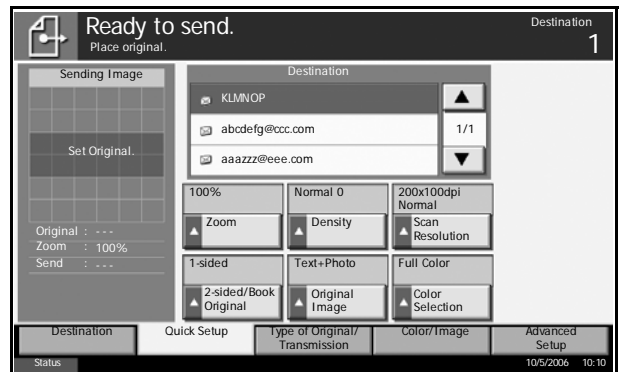 Ready to send.
Place original.
Destination
1
Sending Image
Set Original.
Original : ---
Zoom : 100%
Send : ---
Destination
KLMNOP
abcdefg@ccc.com
aaazzz@eee.com
1/1
100%
Zoom
Normal 0
Density
200x100dpi
Normal
Scan
Resolution
1-sided
2-sided/Book
Original
Text+Photo
Original
Image
Full Color
Color
Selection
Destination
Quick Setup
Type of Original/
Transmission
Color/Image
Advanced
Setup
Status
10/5/2006 10:10